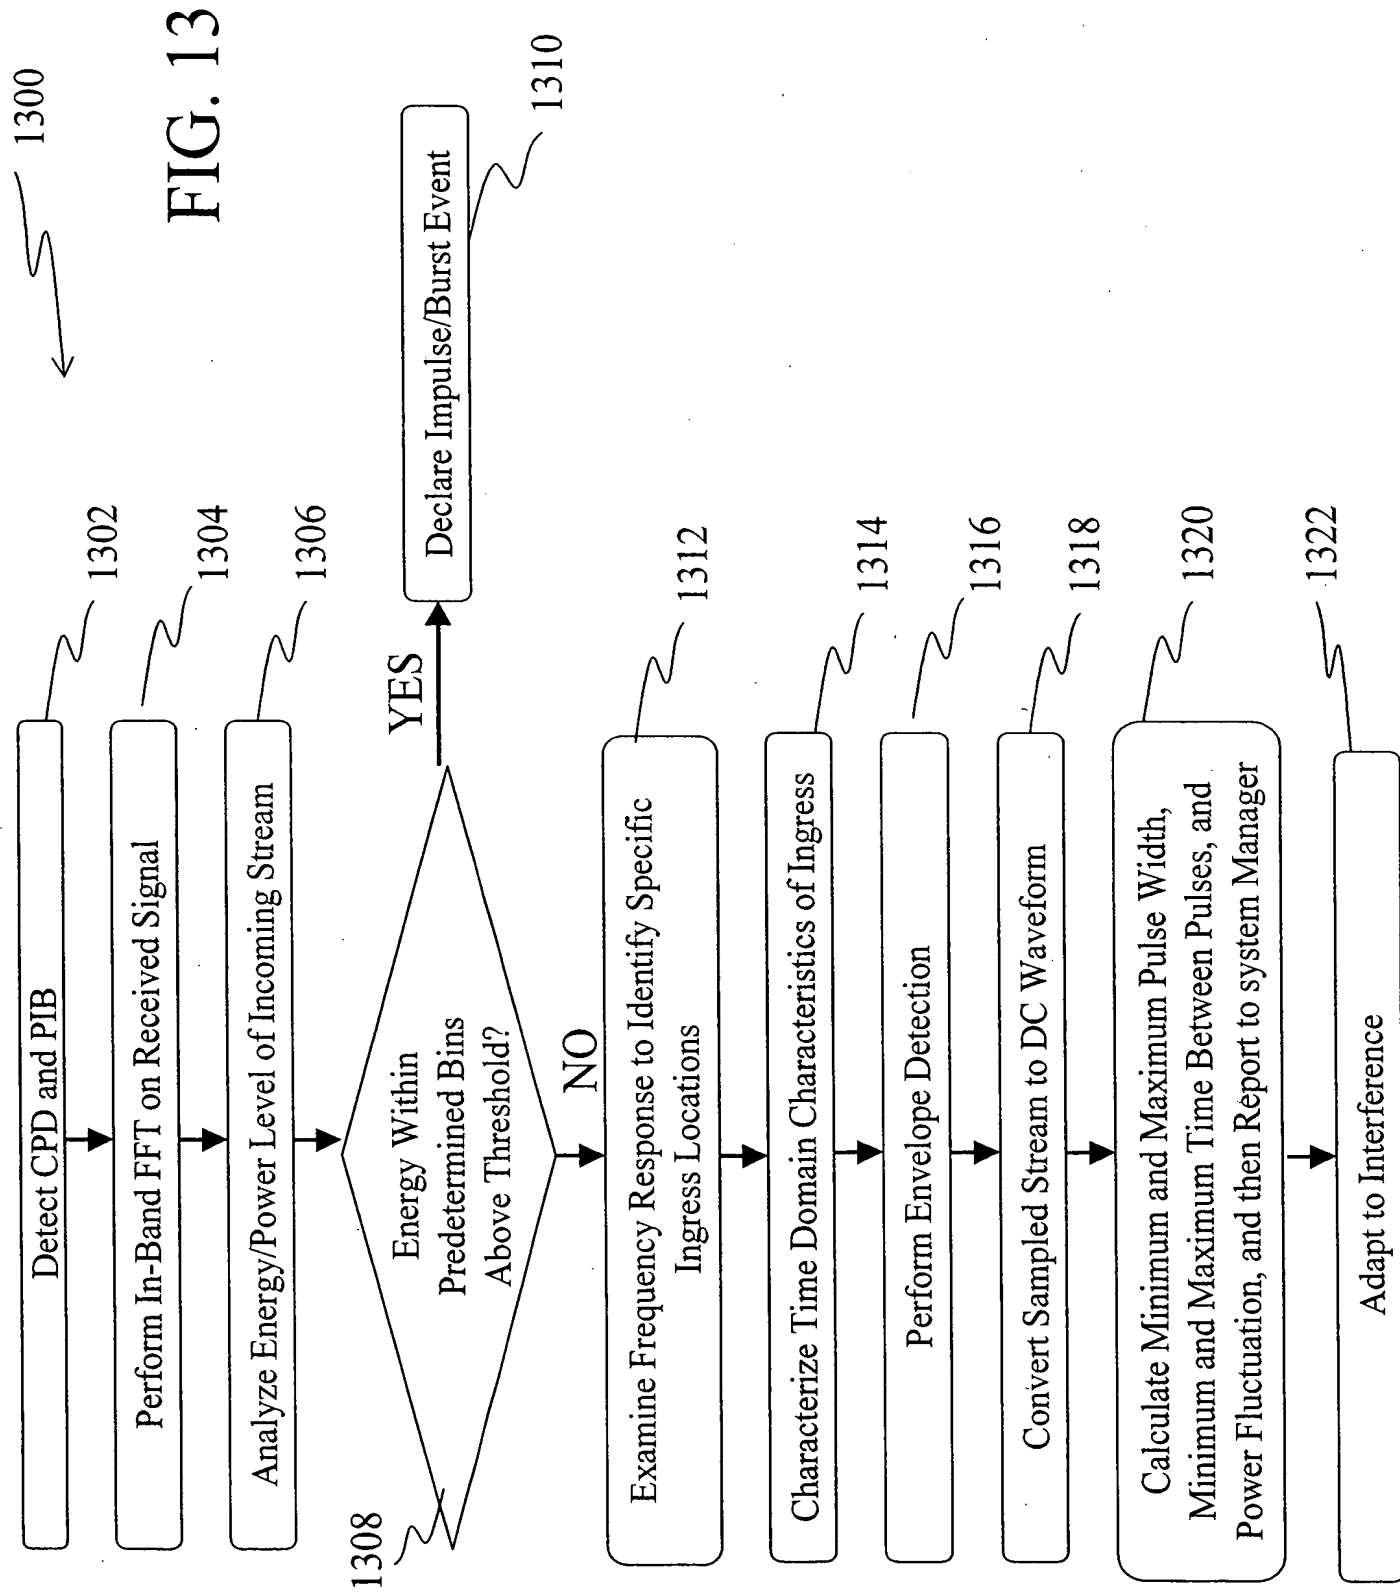 1300
FIG. 13
Detect CPD and PIB
1302
Perform In-Band FFT on Received Signal
1304
Analyze Energy/Power Level of Incoming Stream
1306
1308
Energy Within
Predetermined Bins
Above Threshold?
YES
Declare Impulse/Burst Event
1310
NO
Examine Frequency Response to Identify Specific
Ingress Locations
1312
Characterize Time Domain Characteristics of Ingress
1314
Perform Envelope Detection
1316
Convert Sampled Stream to DC Waveform
1318
Calculate Minimum and Maximum Pulse Width,
Minimum and Maximum Time Between Pulses, and
Power Fluctuation, and then Report to system Manager
1320
Adapt to Interference
1322